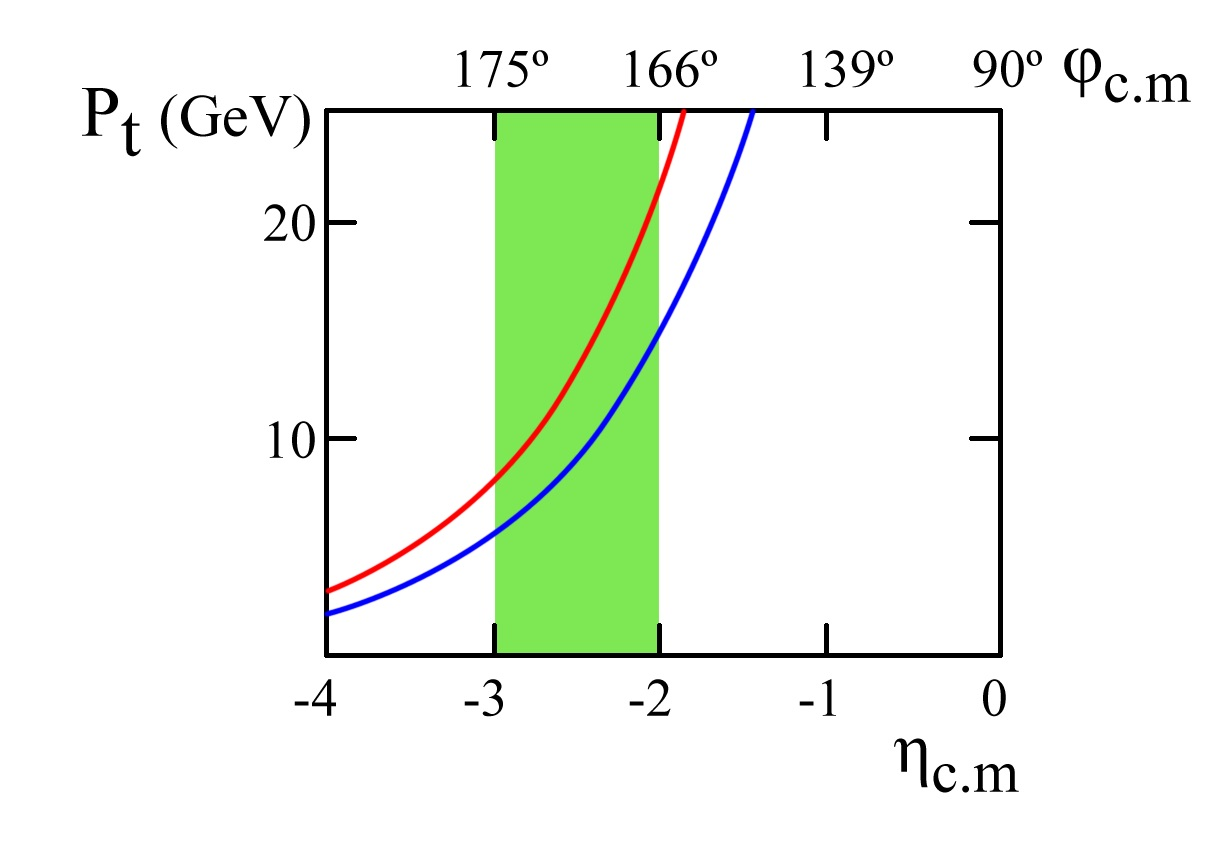 175º 166º 139º 90º φc.m
Pt (GeV)
20
10
-4 -3 -2 -1 0
ηc.m